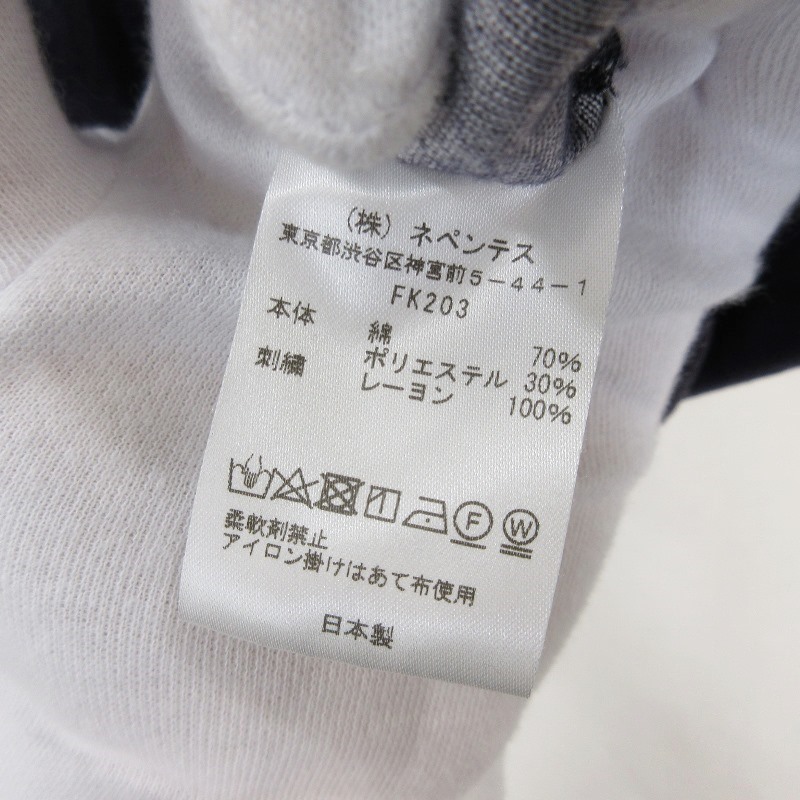 (株) ネペンテス
東京都渋谷区神宮前5-44-1
FK203
本体 綿 70%
ポリエステル 30%
刺繍 レーヨン 100%
F W
柔軟剤禁止
アイロン掛けはあて布使用
日本製